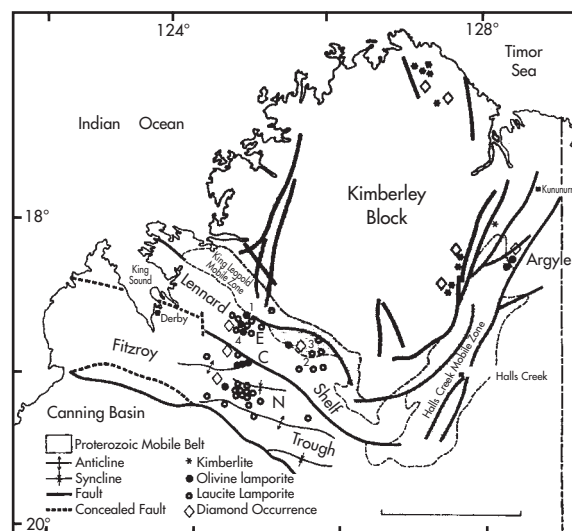 124°
128°
Timor
Sea
Indian Ocean
Kimberley
Block
Kununurra
18°
King Leopold
Mobile Zone
Argyle
King
Sound
Lennard
Derby
1
4
E
3
2
Fitzroy
C
Shelf
Halls Creek Mobile Zone
Halls Creek
N
Canning Basin
Trough
Proterozoic Mobile Belt
Anticline
Kimberlite
Syncline
Olivine lamporite
Fault
Laucite Lamporite
Concealed Fault
Diamond Occurrence
20°